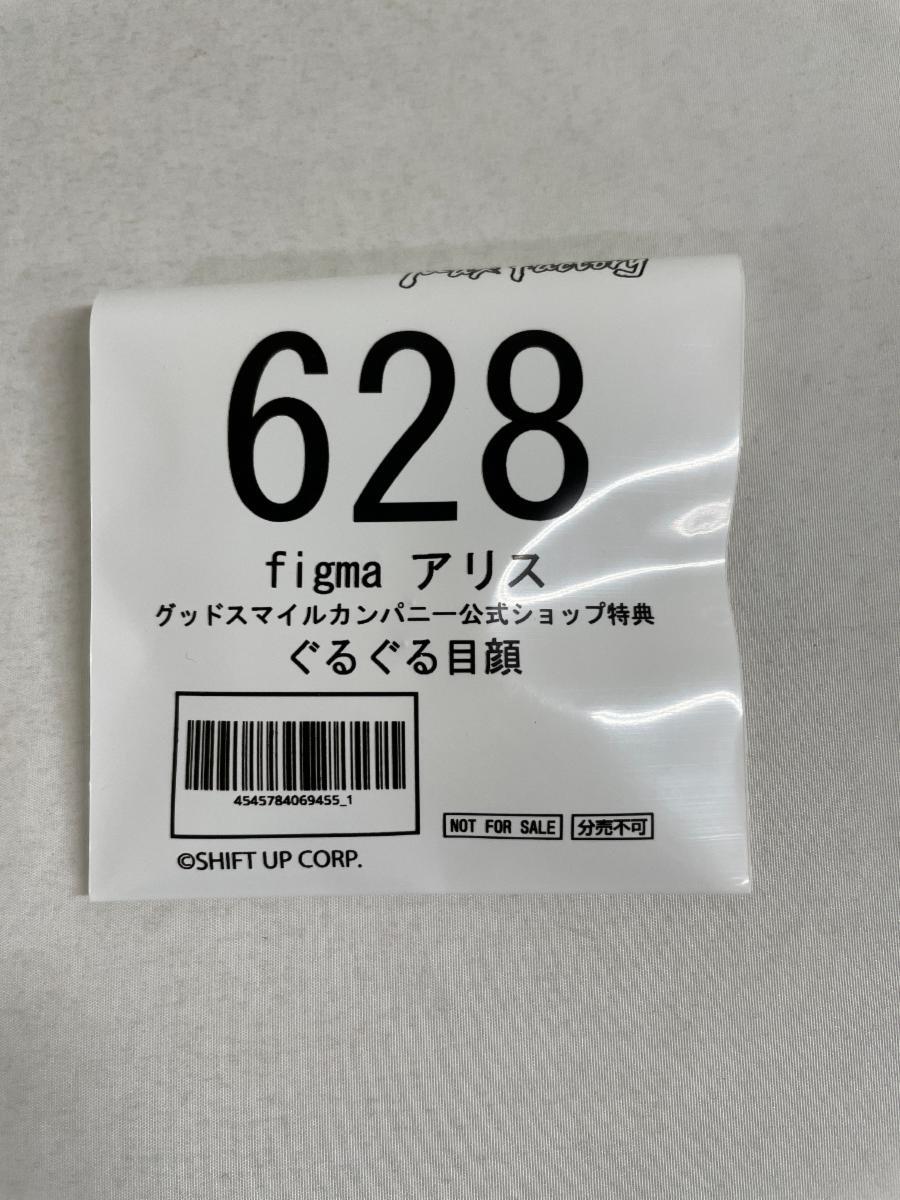 628
figma アリス
グッドスマイルカンパニー公式ショップ特典
ぐるぐる目顔
4545784069455_1
NOT FOR SALE 分売不可
©SHIFT UP CORP.